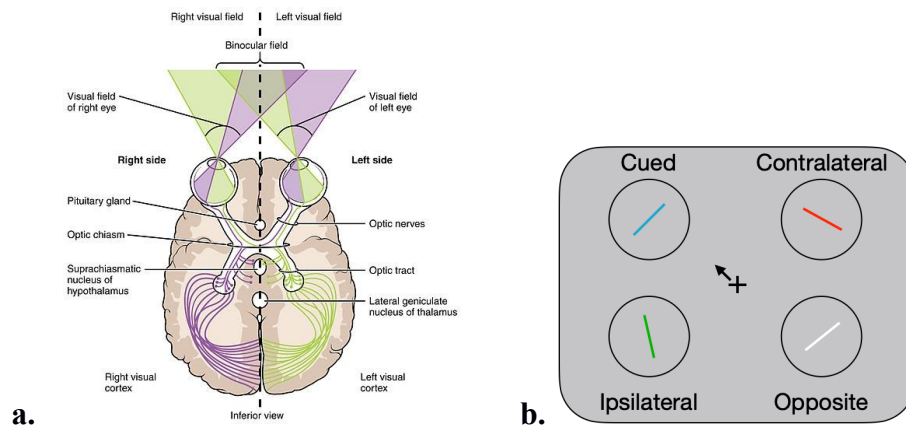 Right visual field
Left visual field
Binocular field
Visual field
of right eye
Visual field
of left eye
Right side
Left side
Pituitary gland
Optic nerves
Optic chiasm
Suprachiasmatic
nucleus of
hypothalamus
Optic tract
Lateral geniculate
nucleus of thalamus
Right visual
cortex
Left visual
cortex
Inferior view
a.
Cued
Contralateral
Ipsilateral
Opposite
b.